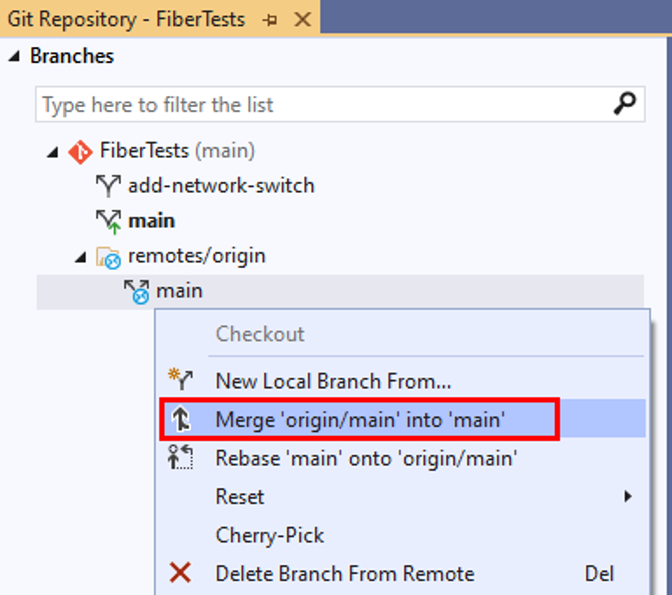 Git Repository - FiberTests
Branches
Type here to filter the list
FiberTests (main)
add-network-switch
main
remotes/origin
main
Checkout
New Local Branch From...
Merge 'origin/main' into 'main'
Rebase 'main' onto 'origin/main'
Reset
Cherry-Pick
Delete Branch From Remote Del